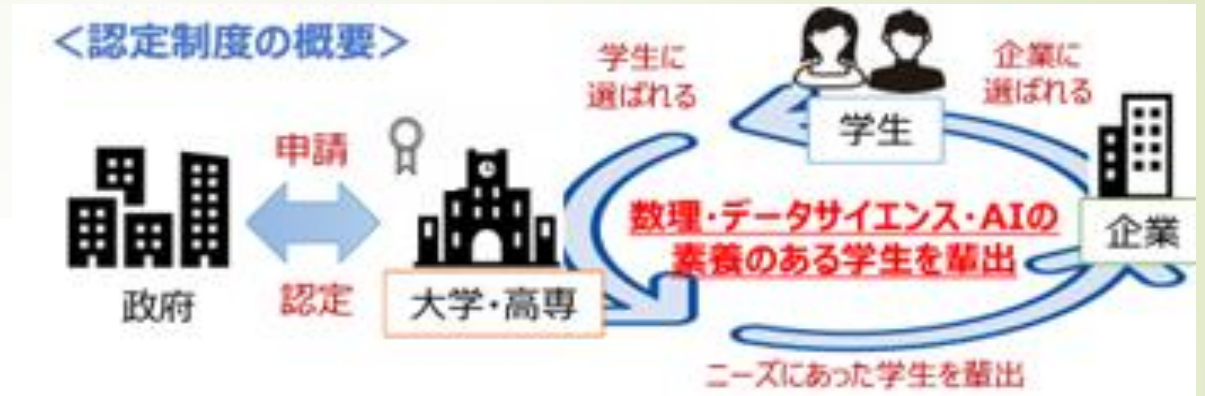 <認定制度の概要>
学生に
選ばれる
企業に
選ばれる
学生
申請
数理・データサイエンス・AIの
素養のある学生を輩出
企業
政府
認定
大学・高専
ニーズにあった学生を輩出